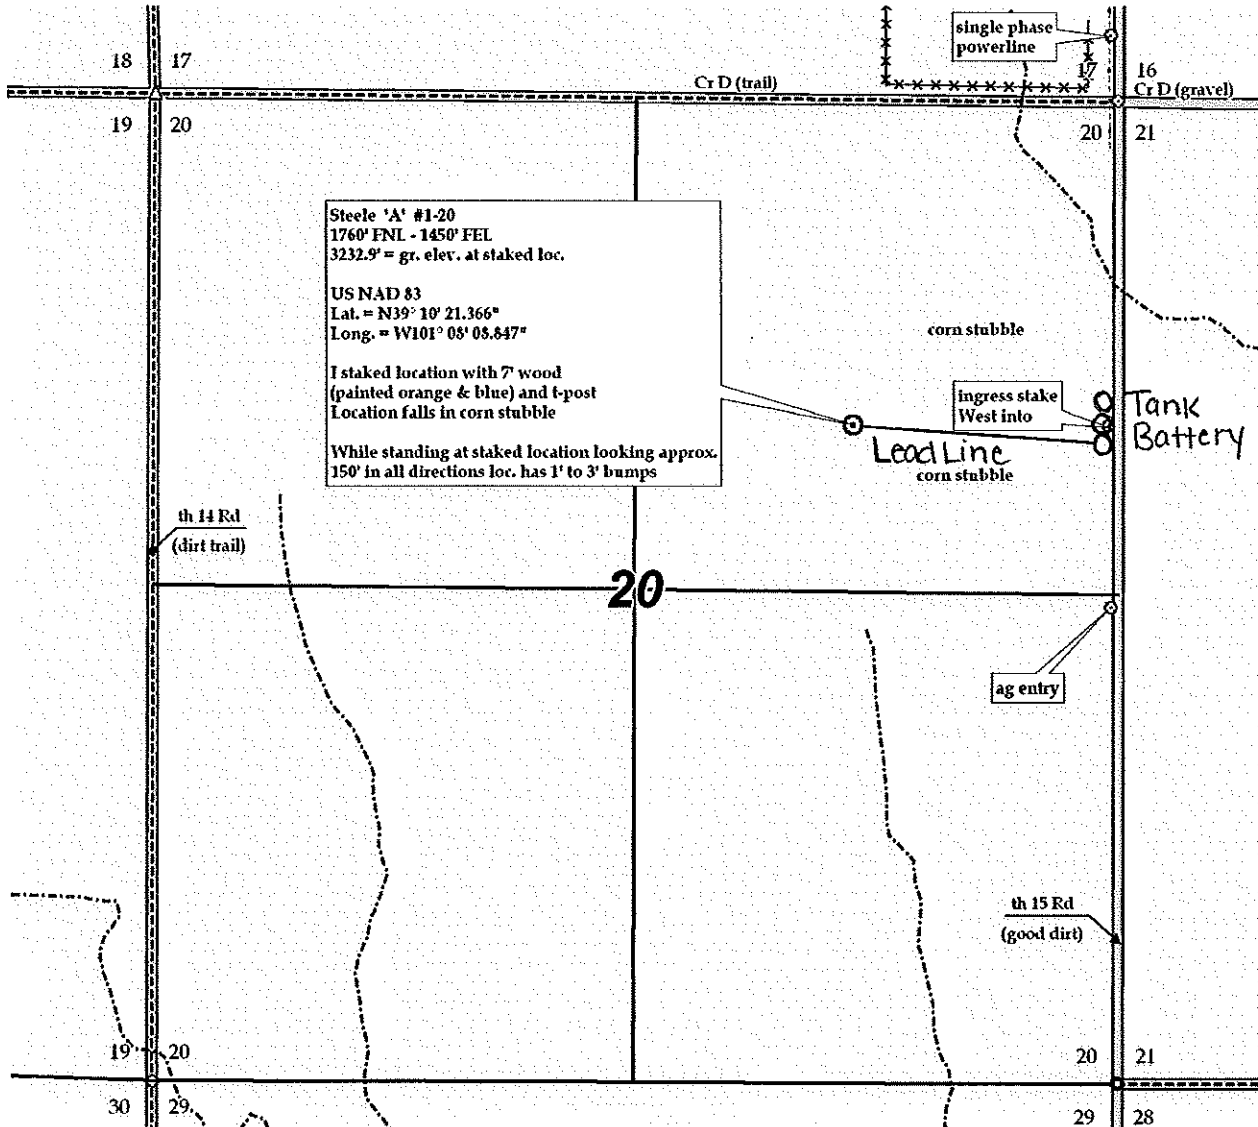 single phase
powerline
18 17
17 16
Cr D (trail)
Cr D (gravel)
19 20
20 21
Steele 'A' #1-20
1760' FNL - 1450' FEL
3232.9' = gr. elev. at staked loc.
US NAD 83
Lat. = N39° 10' 21.366"
Long. = W101° 08' 08.847"
I staked location with 7' wood
(painted orange & blue) and t-post
Location falls in corn stubble
While standing at staked location looking approx.
150' in all directions loc. has 1' to 3' bumps
corn stubble
ingress stake
West into
Tank
Battery
Lead Line
corn stubble
th 14 Rd
(dirt trail)
20
ag entry
th 15 Rd
(good dirt)
19 20
20 21
30 29
29 28